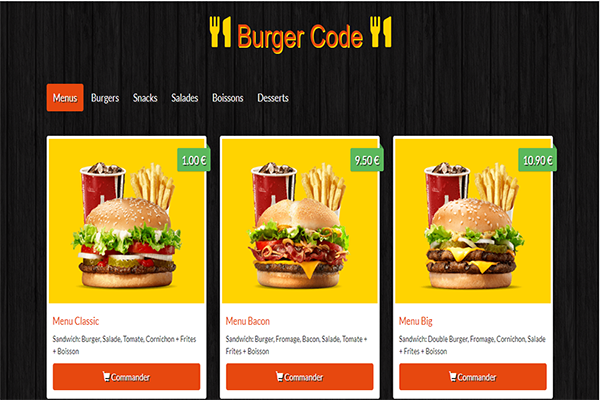 Burger Code
Menus Burgers Snacks Salades Boissons Desserts
1.00 € 9.50 € 10.90 €
Menu Classic
Sandwich: Burger, Salade, Tomate, Cornichon + Frites
+ Boisson
Commander
Menu Bacon
Sandwich: Burger, Fromage, Bacon, Salade, Tomate +
Frites + Boisson
Commander
Menu Big
Sandwich: Double Burger, Fromage, Cornichon, Salade
+ Frites + Boisson
Commander